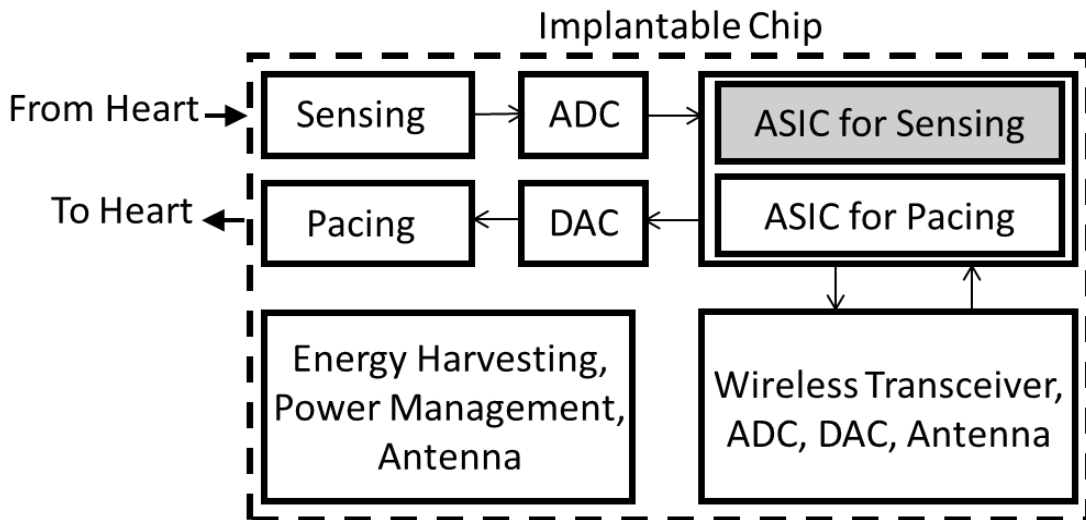 Implantable Chip
From Heart
Sensing
ADC
ASIC for Sensing
To Heart
Pacing
DAC
ASIC for Pacing
Energy Harvesting,
Power Management,
Antenna
Wireless Transceiver,
ADC, DAC, Antenna